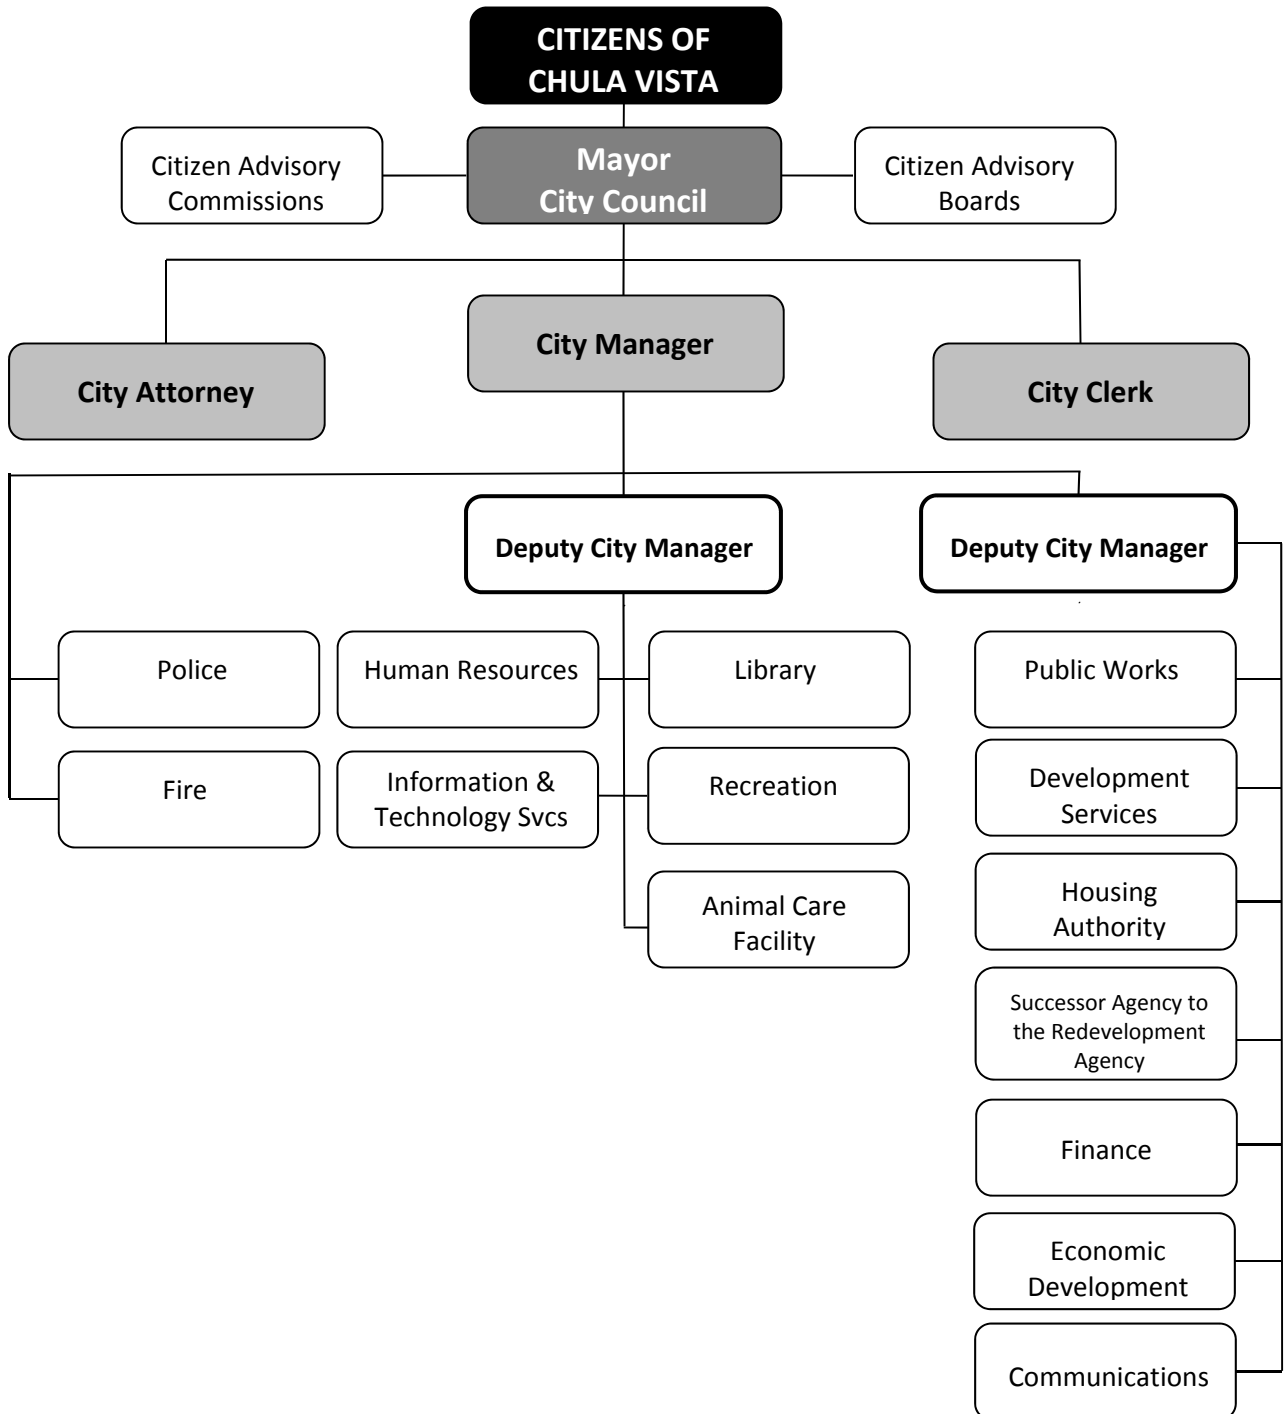 CITIZENS OF
CHULA VISTA
Citizen Advisory
Commissions
Mayor
City Council
Citizen Advisory
Boards
City Manager
City Attorney
City Clerk
Deputy City Manager
Deputy City Manager
Police
Human Resources
Library
Public Works
Fire
Information &
Technology Svcs
Recreation
Development
Services
Animal Care
Facility
Housing
Authority
Successor Agency to
the Redevelopment
Agency
Finance
Economic
Development
Communications